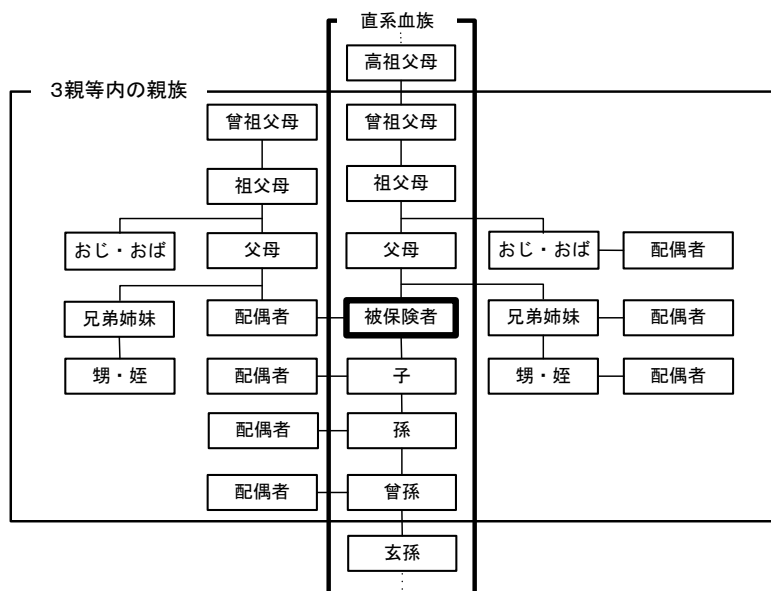 直系血族
高祖父母
3親等内の親族
曾祖父母
曾祖父母
祖父母
祖父母
おじ・おば
父母
父母
おじ・おば
配偶者
兄弟姉妹
配偶者
被保険者
兄弟姉妹
配偶者
甥・姪
配偶者
子
甥・姪
配偶者
配偶者
孫
配偶者
曾孫
玄孫